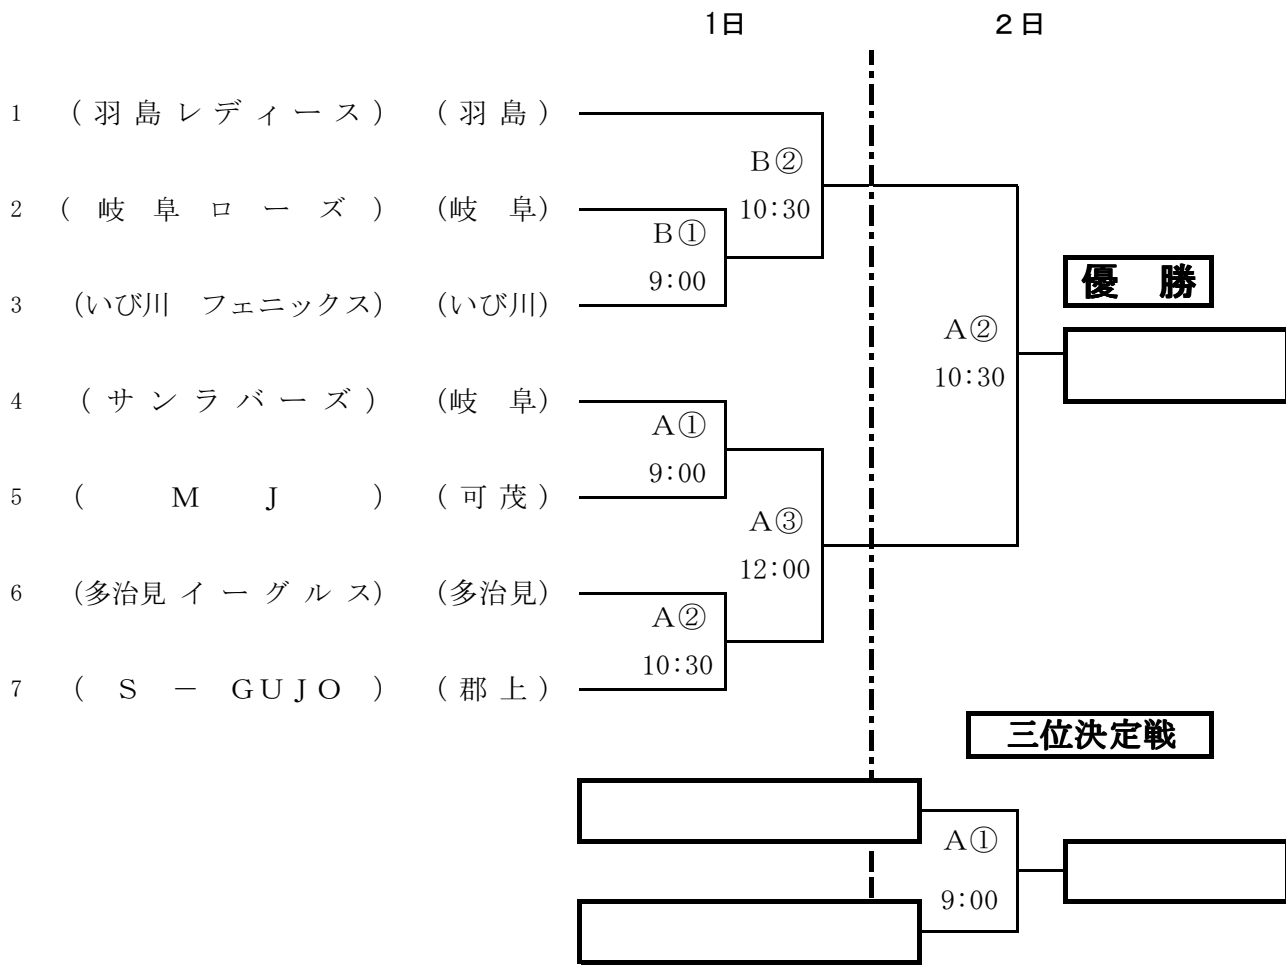 1日 2日
1 (羽島レディース) (羽島)
B②
2 (岐阜ローズ) (岐 阜) 10:30
B①
9:00
優 勝
3 (いび川 フェニックス) (いび川)
A②
10:30
4 (サンラバーズ) (岐 阜)
A①
9:00
5 ( M J ) (可茂)
A③
12:00
6 (多治見イーグルス) (多治見)
A②
10:30
7 ( S - GUJO ) (郡上)
三位決定戦
A①
9:00